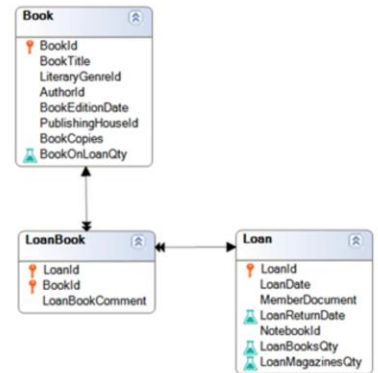 Book
BookId
BookTitle
LiteraryGenreId
AuthorId
BookEditionDate
PublishingHouseId
BookCopies
BookOnLoanQty
LoanBook
LoanId
BookId
LoanBookComment
Loan
LoanId
LoanDate
MemberDocument
LoanReturnDate
NotebookId
LoanBooksQty
LoanMagazinesQty